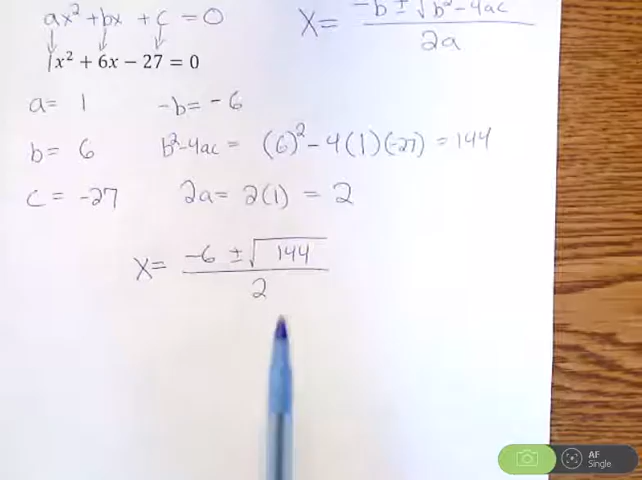 ax² + bx + c = 0
X = -b ± √b² - 4ac / 2a
1x² + 6x − 27 = 0
a = 1 -b = -6
b = 6 b² - 4ac = (6)² - 4(1)(-27) = 144
c = -27 2a = 2(1) = 2
X = -6 ± √144 / 2
AF
Single